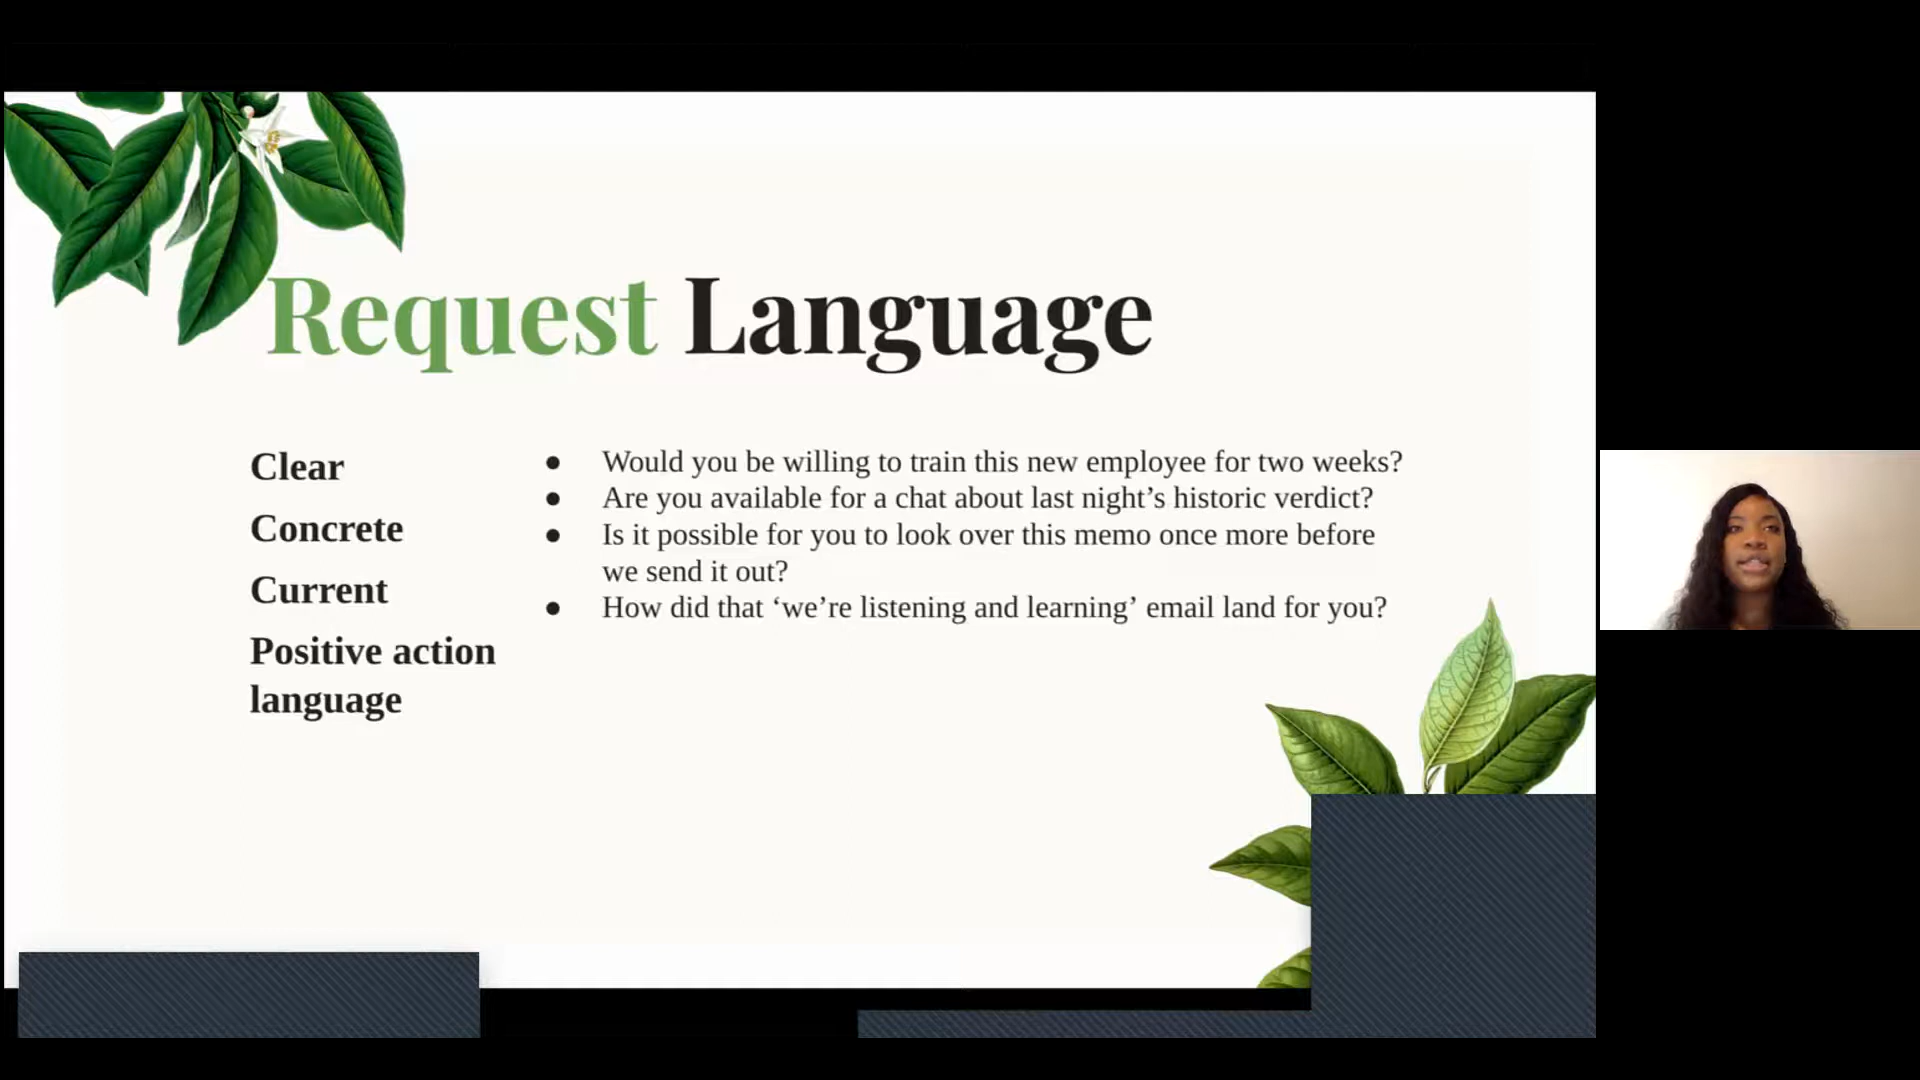 Request Language
Clear
Concrete
Current
Positive action
language
● Would you be willing to train this new employee for two weeks?
● Are you available for a chat about last night’s historic verdict?
● Is it possible for you to look over this memo once more before
we send it out?
● How did that ‘we’re listening and learning’ email land for you?